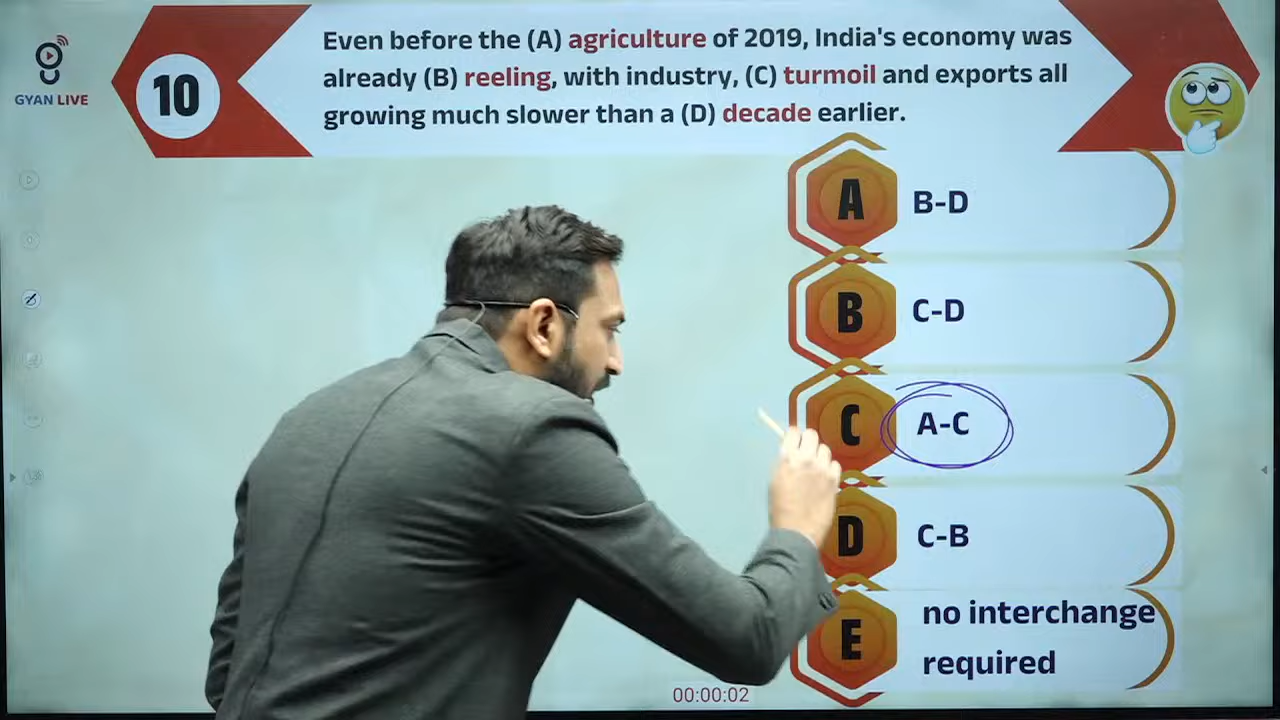 GYAN LIVE
10
Even before the (A) agriculture of 2019, India's economy was
already (B) reeling, with industry, (C) turmoil and exports all
growing much slower than a (D) decade earlier.
A B-D
B C-D
C A-C
D C-B
E no interchange
required
00:00:02